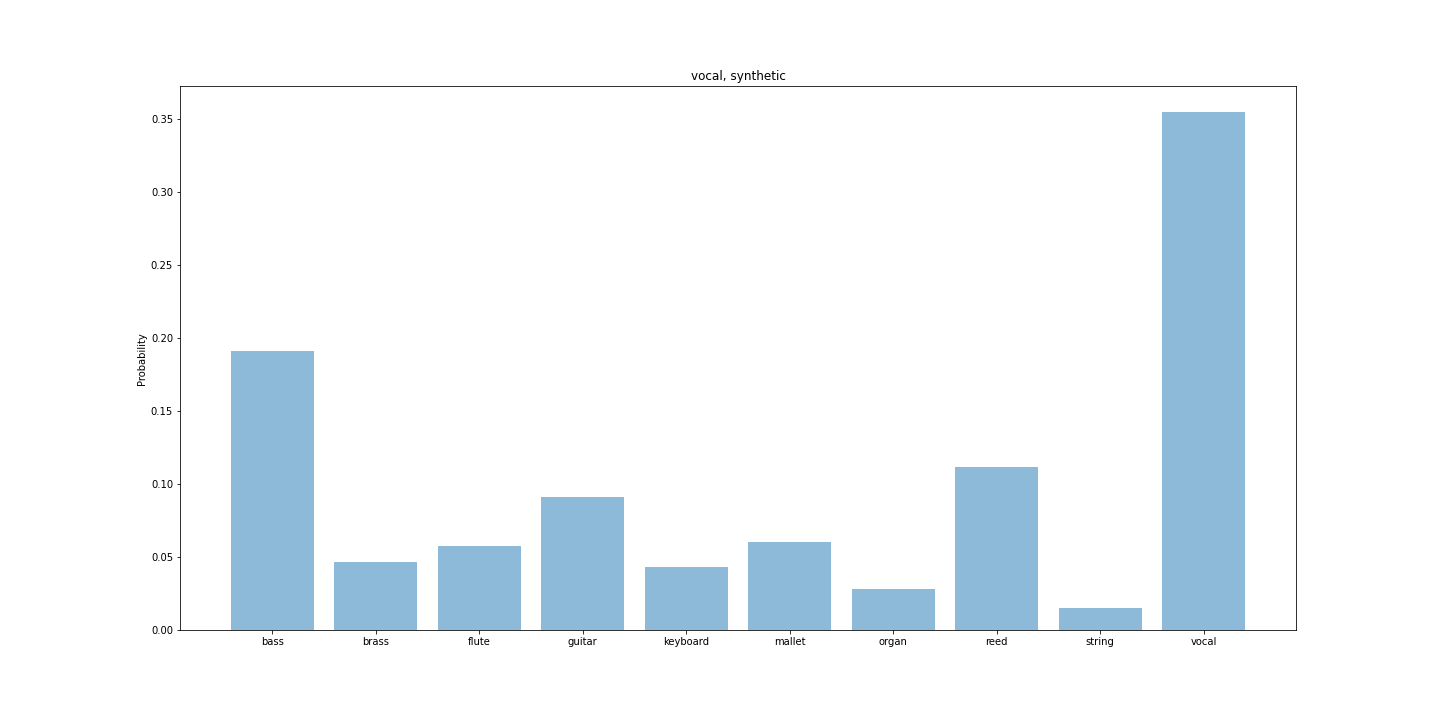 vocal, synthetic
Probability
0.35
0.30
0.25
0.20
0.15
0.10
0.05
0.00
bass brass flute guitar keyboard mallet organ reed string vocal